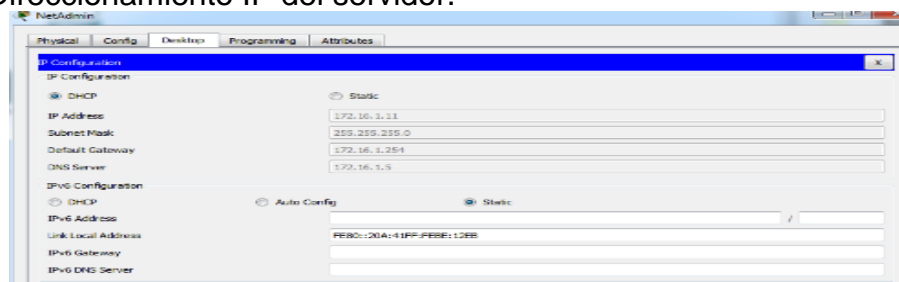 Direccionamiento IP del servidor.
NetAdmin
Physical Config Desktop Programming Attributes
IP Configuration X
IP Configuration
DHCP Static
IP Address 172.16.1.11
Subnet Mask 255.255.255.0
Default Gateway 172.16.1.254
DNS Server 172.16.1.5
IPv6 Configuration
DHCP Auto Config Static
IPv6 Address /
Link Local Address FE80::20A:41FF:FEBE:12EB
IPv6 Gateway
IPv6 DNS Server